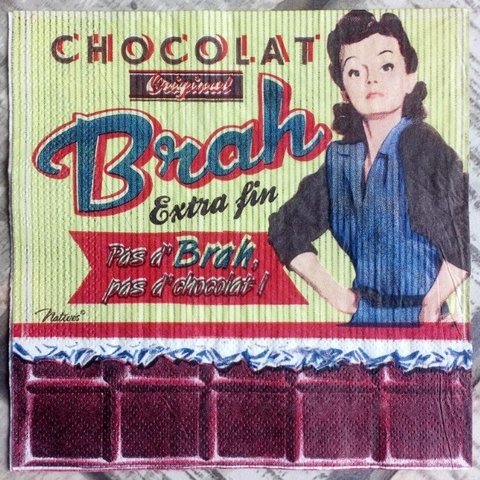 CHOCOLAT
Original
Brah
Extra fin
Pas d' Brah,
pas d' chocolat !
Natives®